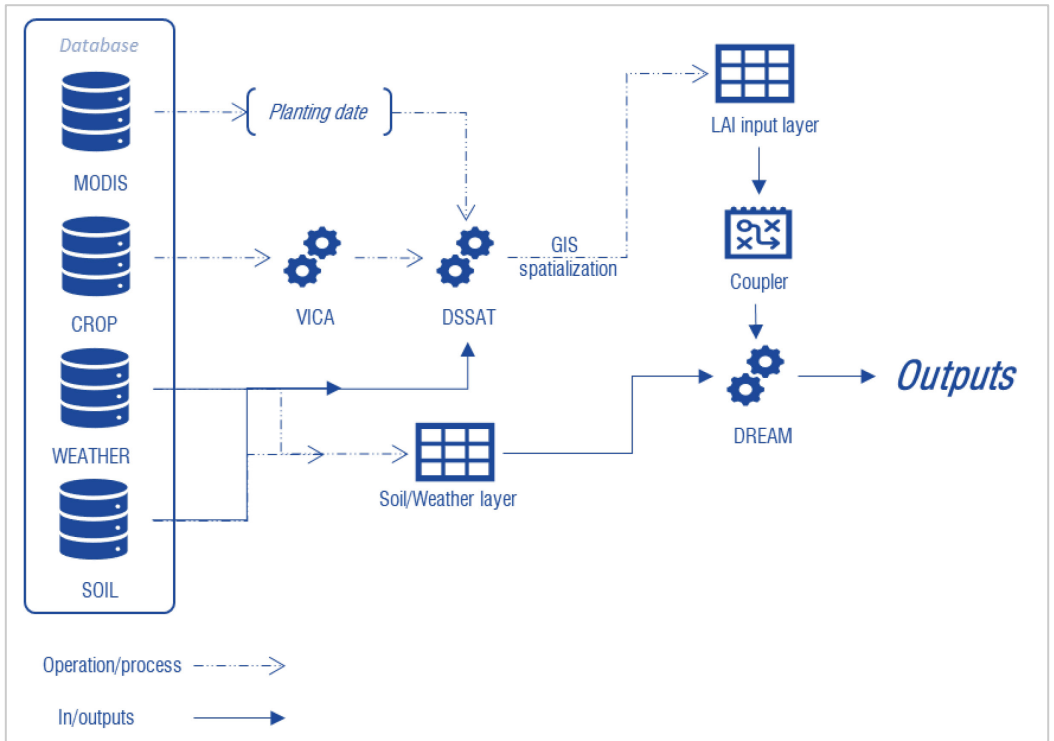 Database
MODIS
Planting date
LAI input layer
CROP
VICA
DSSAT
GIS
spatialization
Coupler
WEATHER
Soil/Weather layer
DREAM
Outputs
SOIL
Operation/process
In/outputs